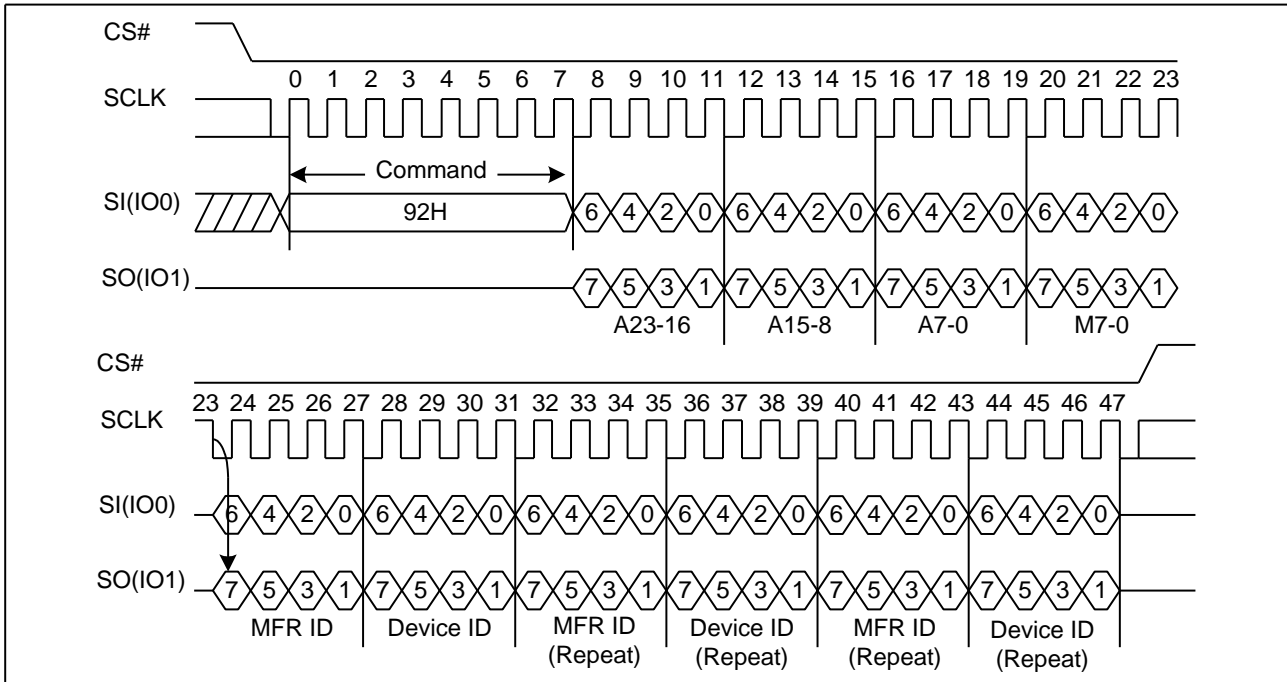 CS#
0 1 2 3 4 5 6 7 8 9 10 11 12 13 14 15 16 17 18 19 20 21 22 23
SCLK
Command
SI(IO0)
92H
6 4 2 0 6 4 2 0 6 4 2 0 6 4 2 0
SO(IO1)
7 5 3 1 7 5 3 1 7 5 3 1 7 5 3 1
A23-16 A15-8 A7-0 M7-0
CS#
23 24 25 26 27 28 29 30 31 32 33 34 35 36 37 38 39 40 41 42 43 44 45 46 47
SCLK
SI(IO0)
6 4 2 0 6 4 2 0 6 4 2 0 6 4 2 0 6 4 2 0 6 4 2 0
SO(IO1)
7 5 3 1 7 5 3 1 7 5 3 1 7 5 3 1 7 5 3 1 7 5 3 1
MFR ID Device ID MFR ID Device ID MFR ID Device ID
(Repeat) (Repeat) (Repeat) (Repeat)